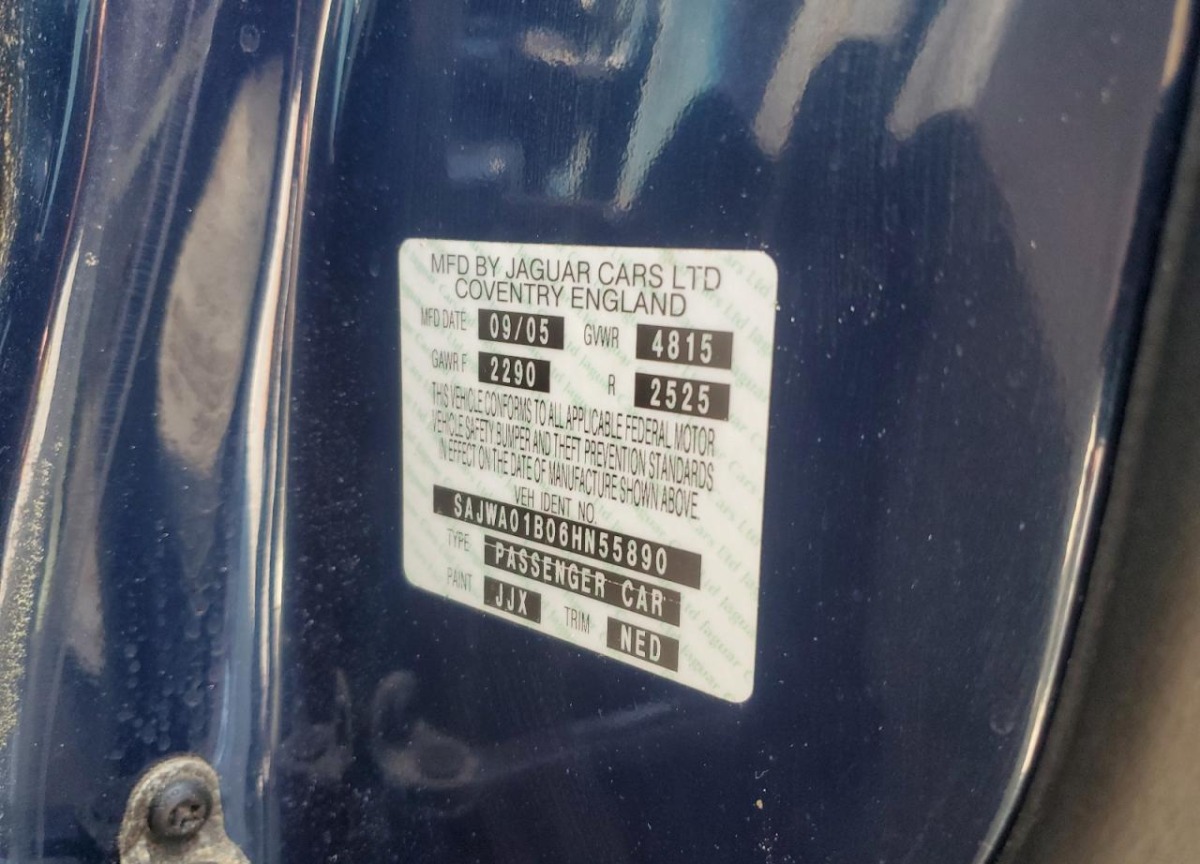 MFD BY JAGUAR CARS LTD
COVENTRY ENGLAND
MFD DATE 09/05 GVWR 4815
GAWR F 2290 R 2525
THIS VEHICLE CONFORMS TO ALL APPLICABLE FEDERAL MOTOR
VEHICLE SAFETY BUMPER AND THEFT PREVENTION STANDARDS
IN EFFECT ON THE DATE OF MANUFACTURE SHOWN ABOVE.
VEH IDENT NO.
SAJWA01B06HN55890
TYPE PASSENGER CAR
PAINT JJX TRIM NED